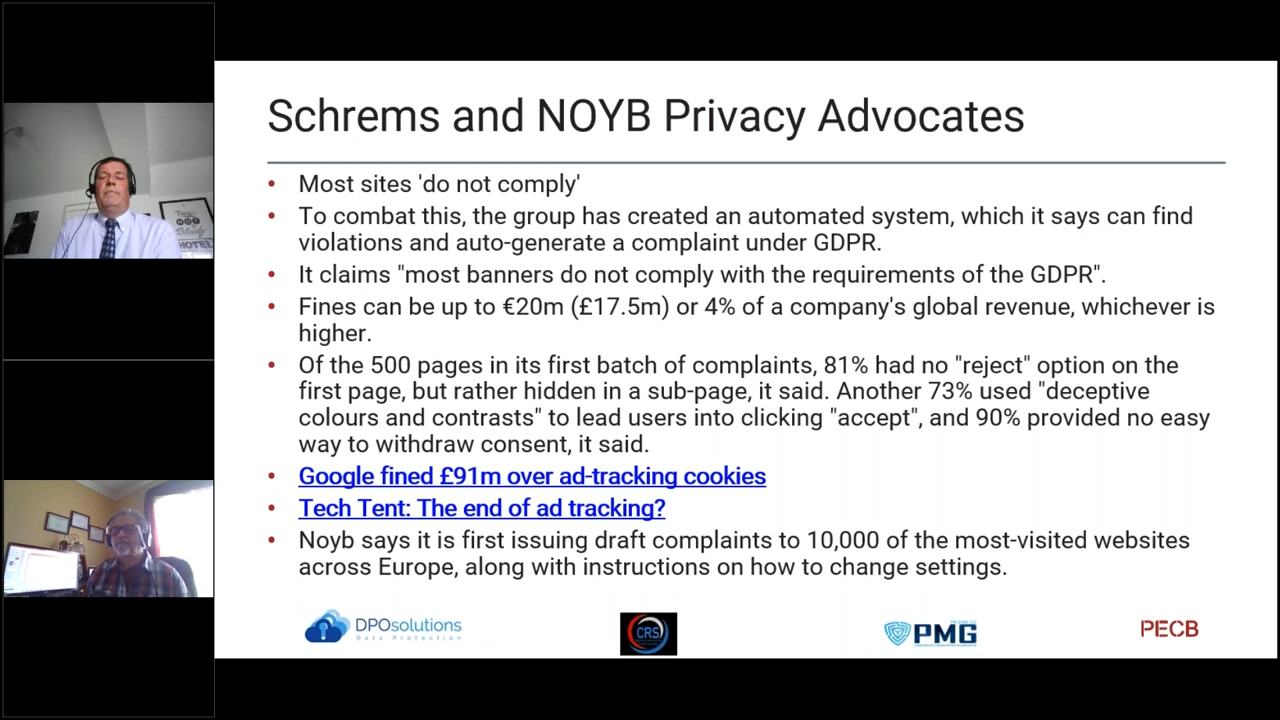 Schrems and NOYB Privacy Advocates
• Most sites 'do not comply'
• To combat this, the group has created an automated system, which it says can find
violations and auto-generate a complaint under GDPR.
• It claims "most banners do not comply with the requirements of the GDPR".
• Fines can be up to €20m (£17.5m) or 4% of a company's global revenue, whichever is
higher.
• Of the 500 pages in its first batch of complaints, 81% had no "reject" option on the
first page, but rather hidden in a sub-page, it said. Another 73% used "deceptive
colours and contrasts" to lead users into clicking "accept", and 90% provided no easy
way to withdraw consent, it said.
• Google fined £91m over ad-tracking cookies
• Tech Tent: The end of ad tracking?
• Noyb says it is first issuing draft complaints to 10,000 of the most-visited websites
across Europe, along with instructions on how to change settings.
DPOsolutions
Data Protection
CRS
PMG
PECB
NOT
HOTEL